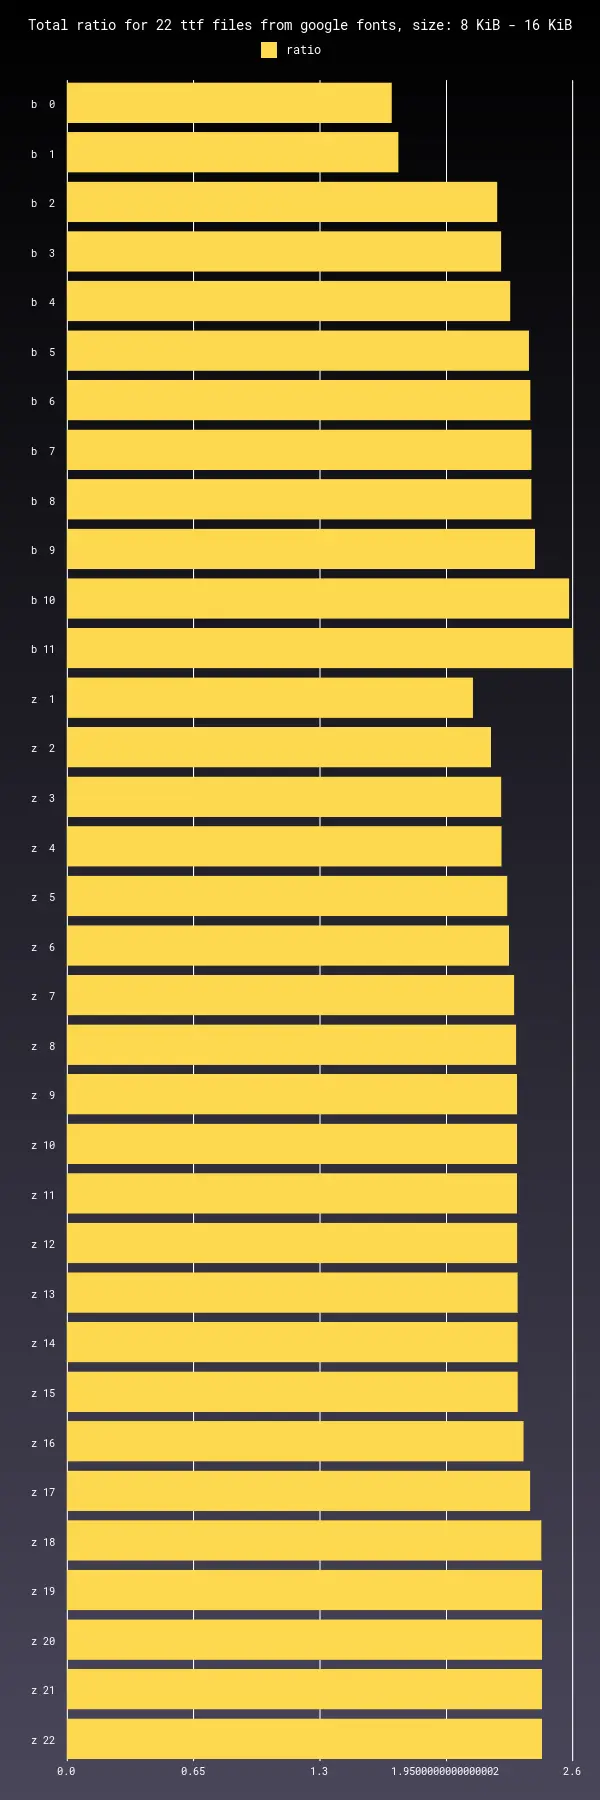 Total ratio for 22 ttf files from google fonts, size: 8 KiB - 16 KiB
ratio
b  0
b  1
b  2
b  3
b  4
b  5
b  6
b  7
b  8
b  9
b 10
b 11
z  1
z  2
z  3
z  4
z  5
z  6
z  7
z  8
z  9
z 10
z 11
z 12
z 13
z 14
z 15
z 16
z 17
z 18
z 19
z 20
z 21
z 22
0.0 0.65 1.3 1.9500000000000002 2.6